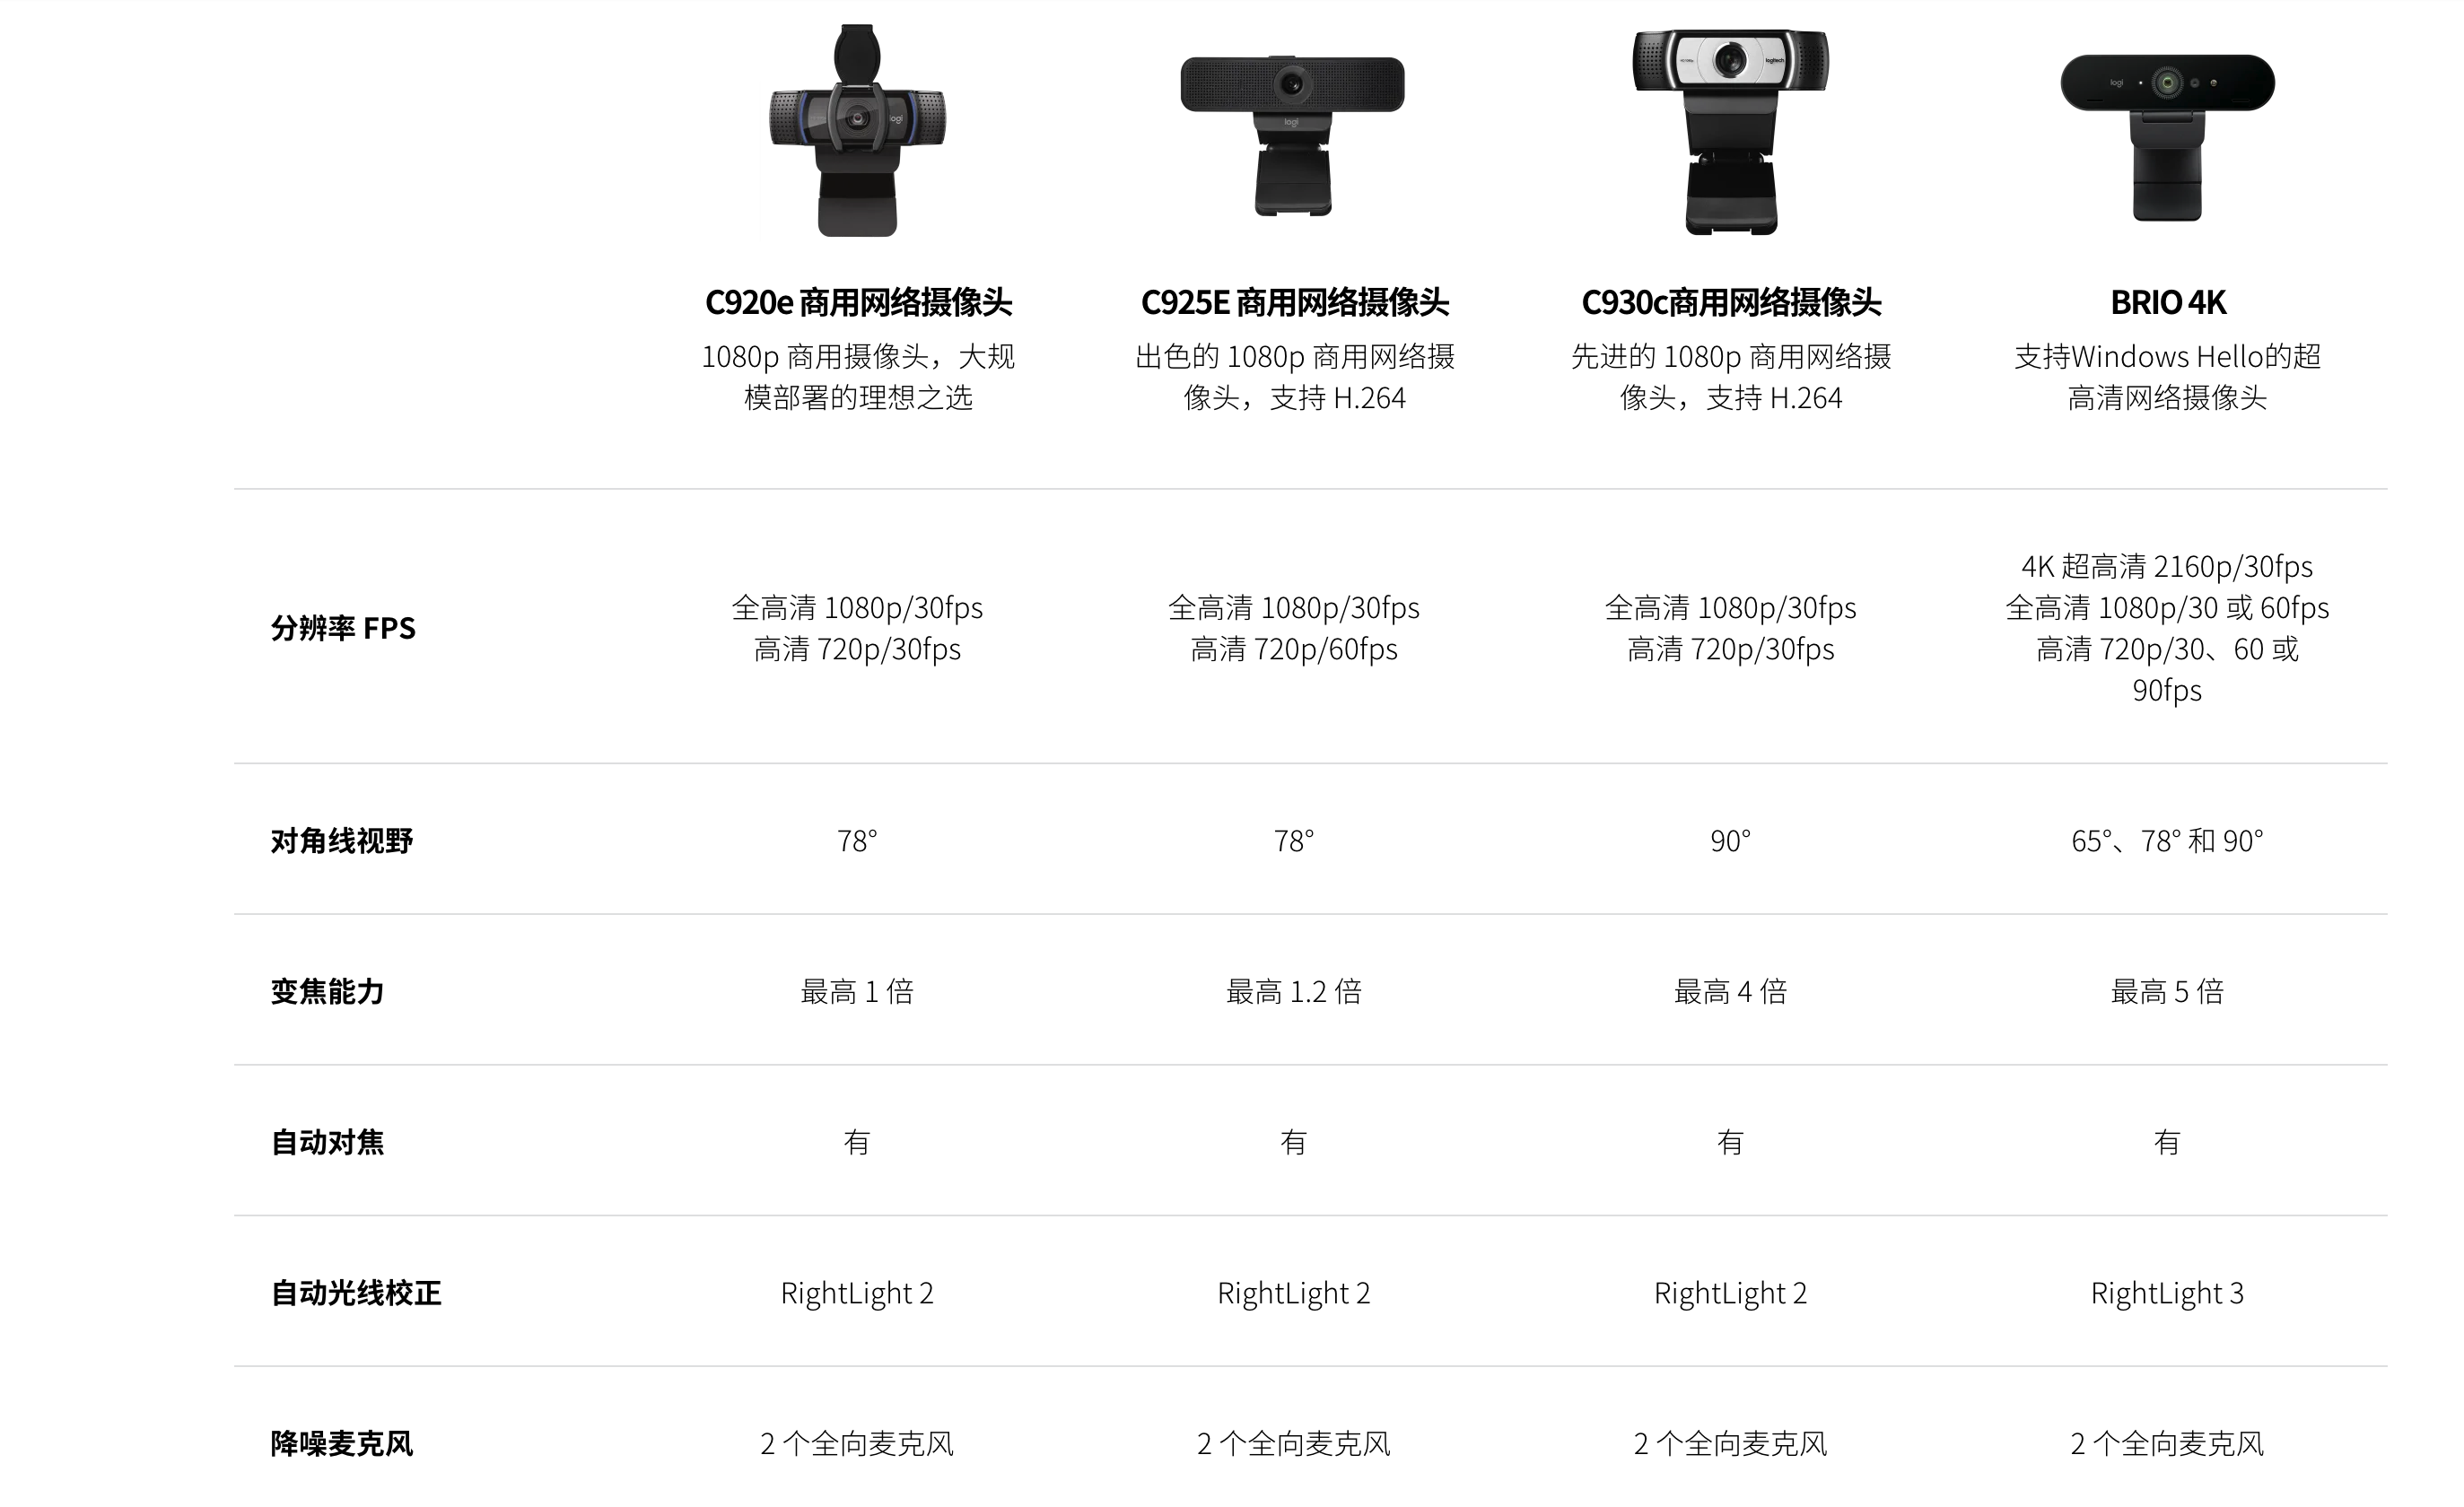 logi
logi
logitech
logi
C920e 商用网络摄像头
C925E 商用网络摄像头
C930c商用网络摄像头
BRIO 4K
1080p 商用摄像头，大规
模部署的理想之选
出色的 1080p 商用网络摄
像头，支持 H.264
先进的 1080p 商用网络摄
像头，支持 H.264
支持Windows Hello的超
高清网络摄像头
分辨率 FPS
全高清 1080p/30fps
高清 720p/30fps
全高清 1080p/30fps
高清 720p/60fps
全高清 1080p/30fps
高清 720p/30fps
4K 超高清 2160p/30fps
全高清 1080p/30 或 60fps
高清 720p/30、60 或
90fps
对角线视野
78°
78°
90°
65°、78° 和 90°
变焦能力
最高 1 倍
最高 1.2 倍
最高 4 倍
最高 5 倍
自动对焦
有
有
有
有
自动光线校正
RightLight 2
RightLight 2
RightLight 2
RightLight 3
降噪麦克风
2 个全向麦克风
2 个全向麦克风
2 个全向麦克风
2 个全向麦克风